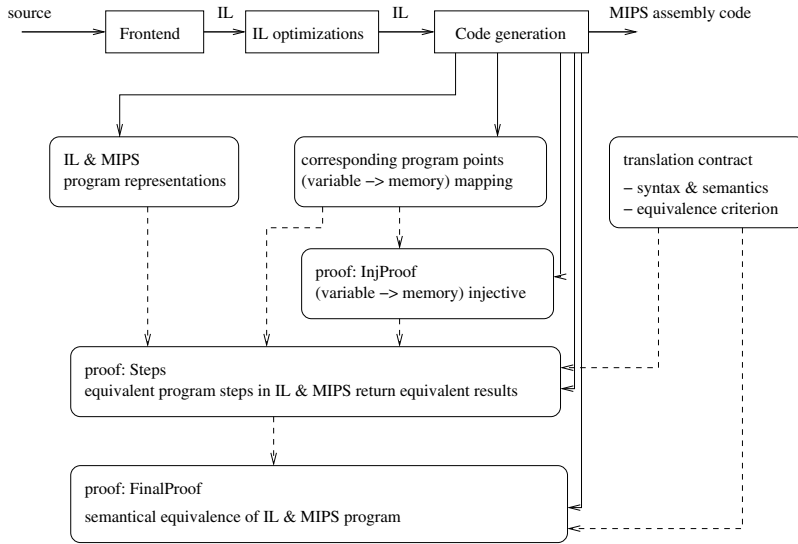 source
IL
IL
MIPS assembly code
Frontend
IL optimizations
Code generation
IL & MIPS
program representations
corresponding program points
(variable −> memory) mapping
translation contract
− syntax & semantics
− equivalence criterion
proof: InjProof
(variable −> memory) injective
proof: Steps
equivalent program steps in IL & MIPS return equivalent results
proof: FinalProof
semantical equivalence of IL & MIPS program